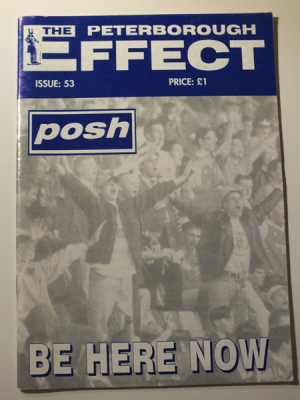 THE PETERBOROUGH
EFFECT
ISSUE: 53 PRICE: £1
posh
BE HERE NOW